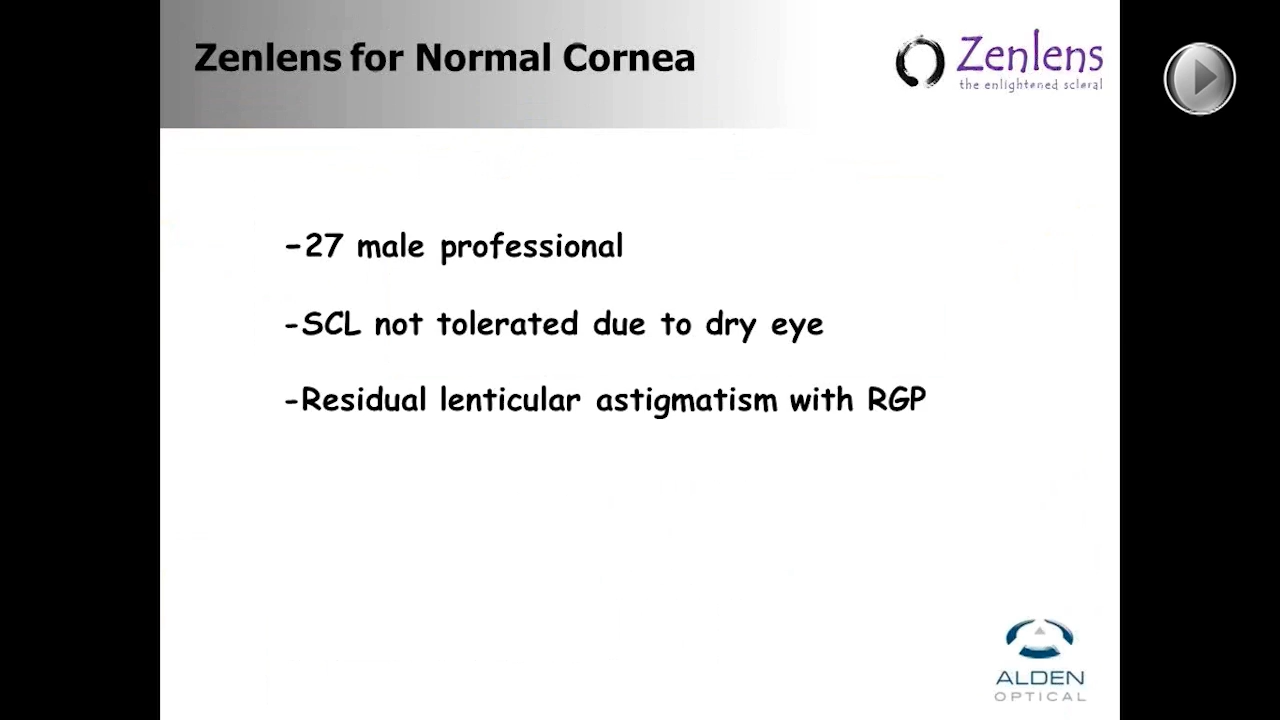 Zenlens for Normal Cornea
Zenlens
the enlightened scleral
-27 male professional
-SCL not tolerated due to dry eye
-Residual lenticular astigmatism with RGP
ALDEN
OPTICAL